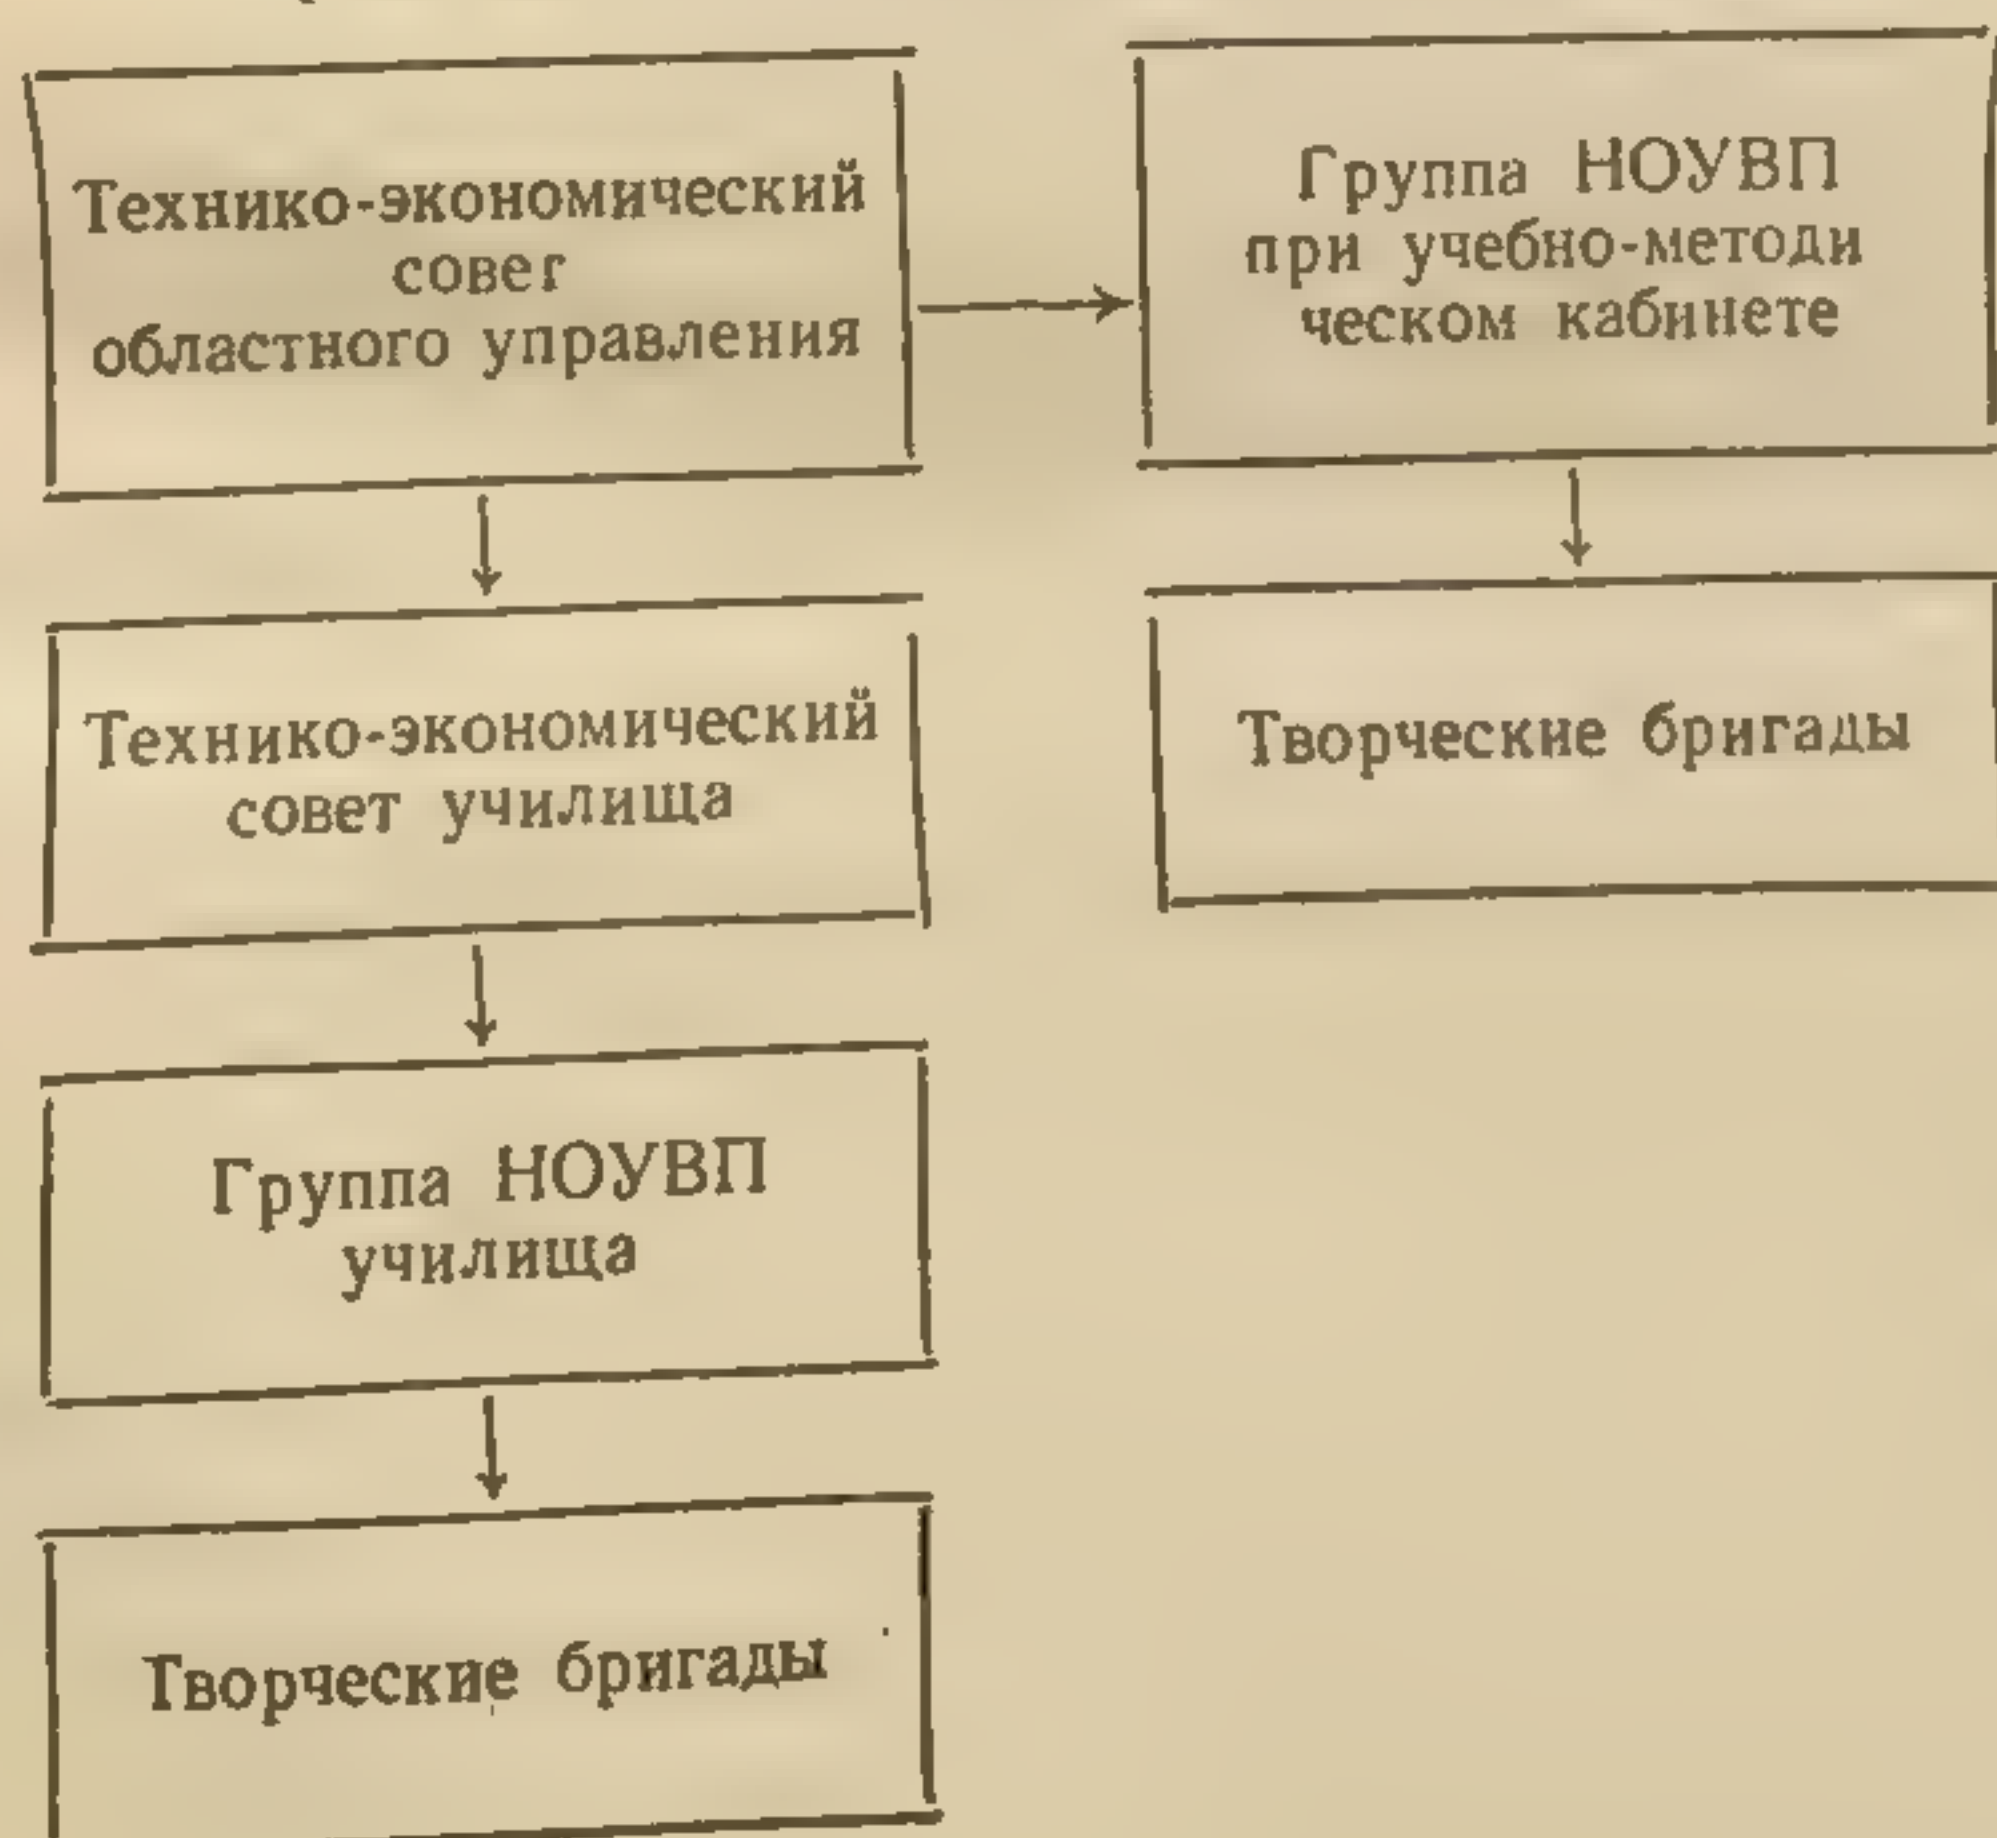 Технико-экономический
совет
областного управления
Группа НОУВП
при учебно-методи
ческом кабинете
Технико-экономический
совет училища
Творческие бригады
Группа НОУВП
училища
Творческие бригады